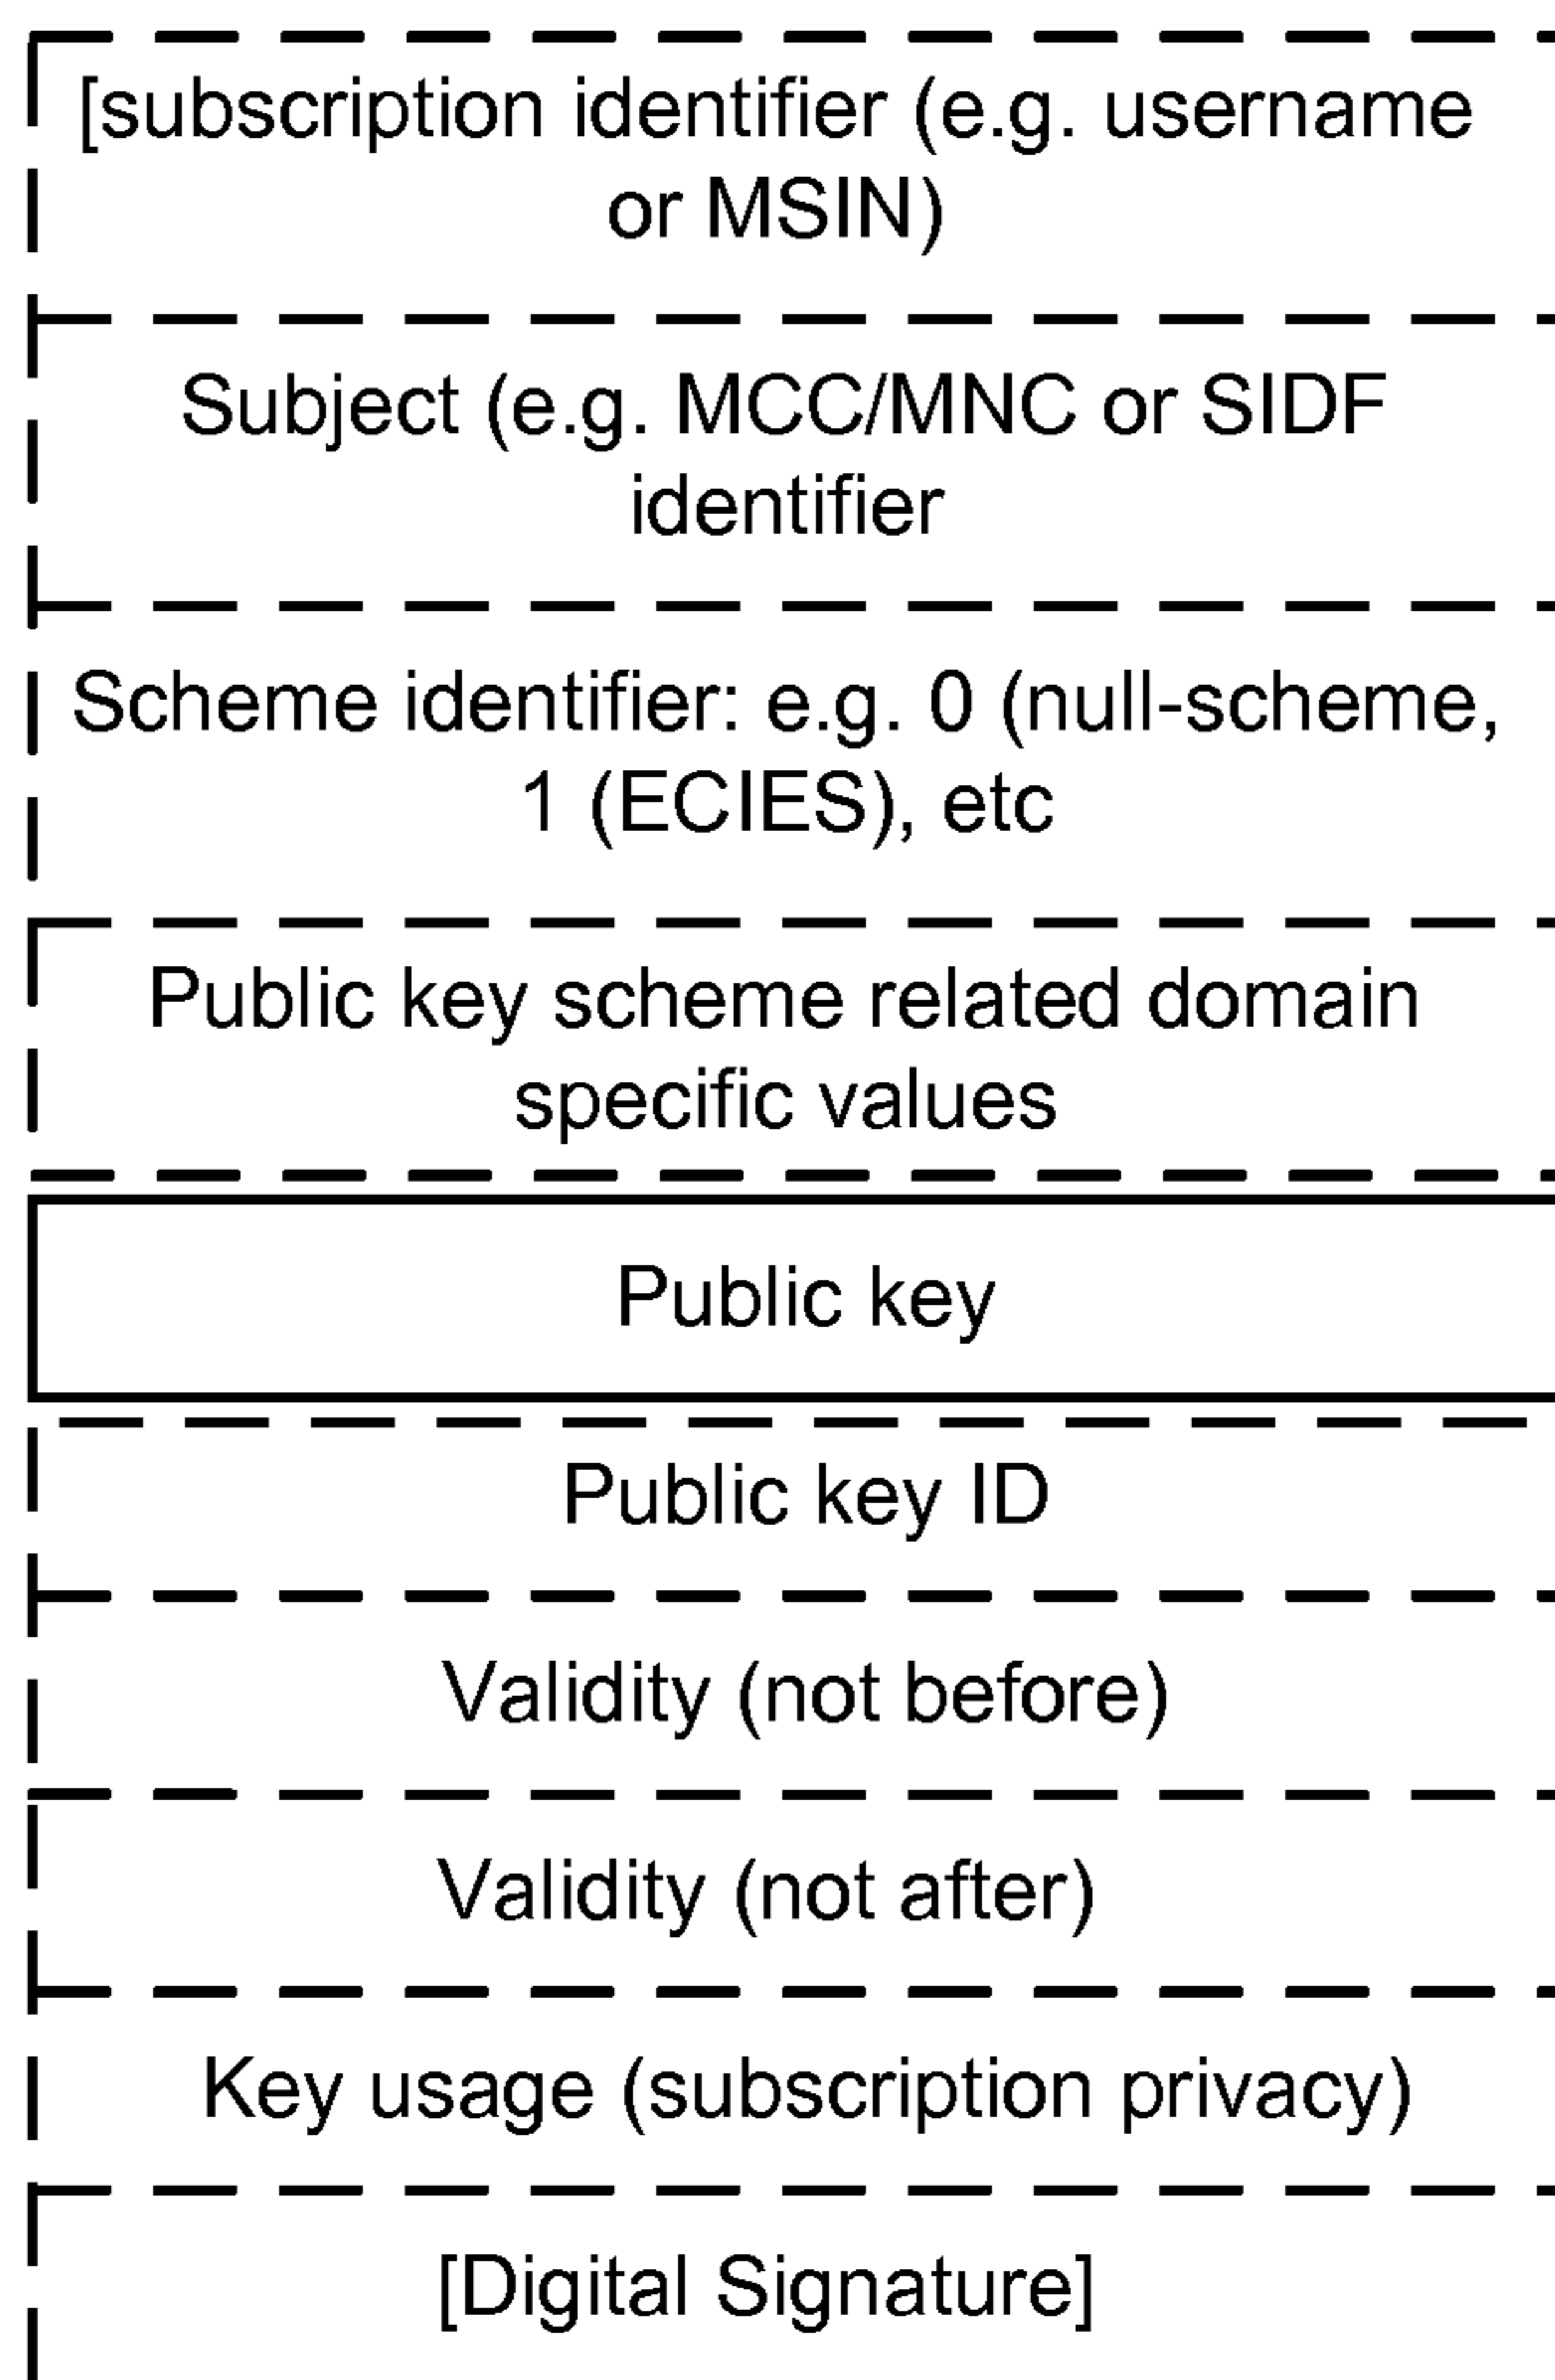 [subscription identifier (e.g. username
or MSIN)
Subject (e.g. MCC/MNC or SIDF
identifier
Scheme identifier: e.g. 0 (null-scheme,
1 (ECIES), etc
Public key scheme related domain
specific values
Public key
Public key ID
Validity (not before)
Validity (not after)
Key usage (subscription privacy)
[Digital Signature]